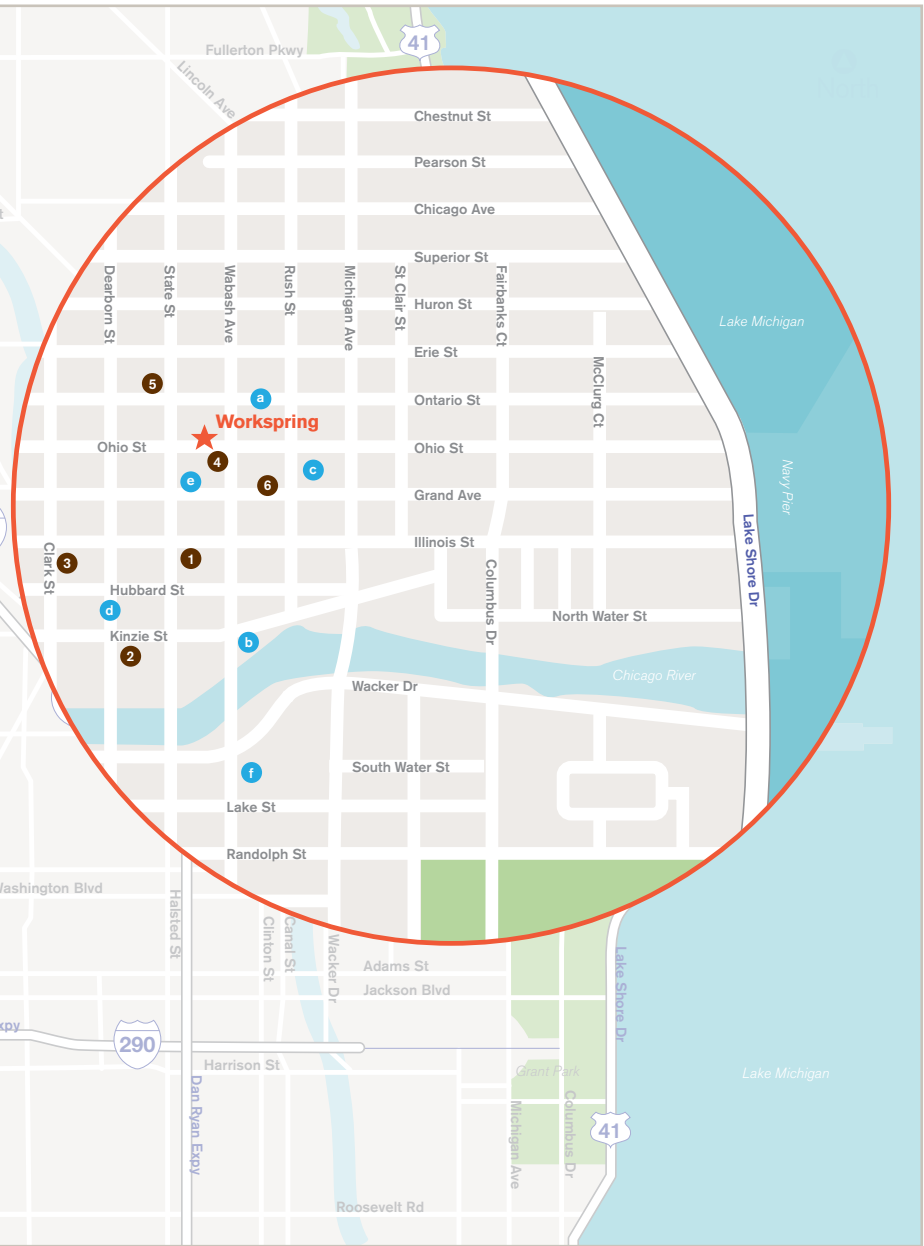 41
Fullerton Pkwy
Lincoln Ave
North
Chestnut St
Pearson St
Chicago Ave
Superior St
Dearborn St
State St
Wabash Ave
Rush St
Michigan Ave
St Clair St
Fairbanks Ct
Huron St
Lake Michigan
Erie St
McClurg Ct
5
a
Ontario St
Workspring
Ohio St
Ohio St
4
c
e
6
Grand Ave
Navy Pier
Lake Shore Dr
Illinois St
Clark St
3
1
Columbus Dr
Hubbard St
d
North Water St
Kinzie St
b
2
Chicago River
Wacker Dr
South Water St
f
Lake St
Randolph St
Washington Blvd
Halsted St
Clinton St
Canal St
Wacker Dr
Adams St
Jackson Blvd
Lake Shore Dr
xpy
290
Harrison St
Grant Park
Lake Michigan
Dan Ryan Expy
Michigan Ave
Columbus Dr
41
Roosevelt Rd